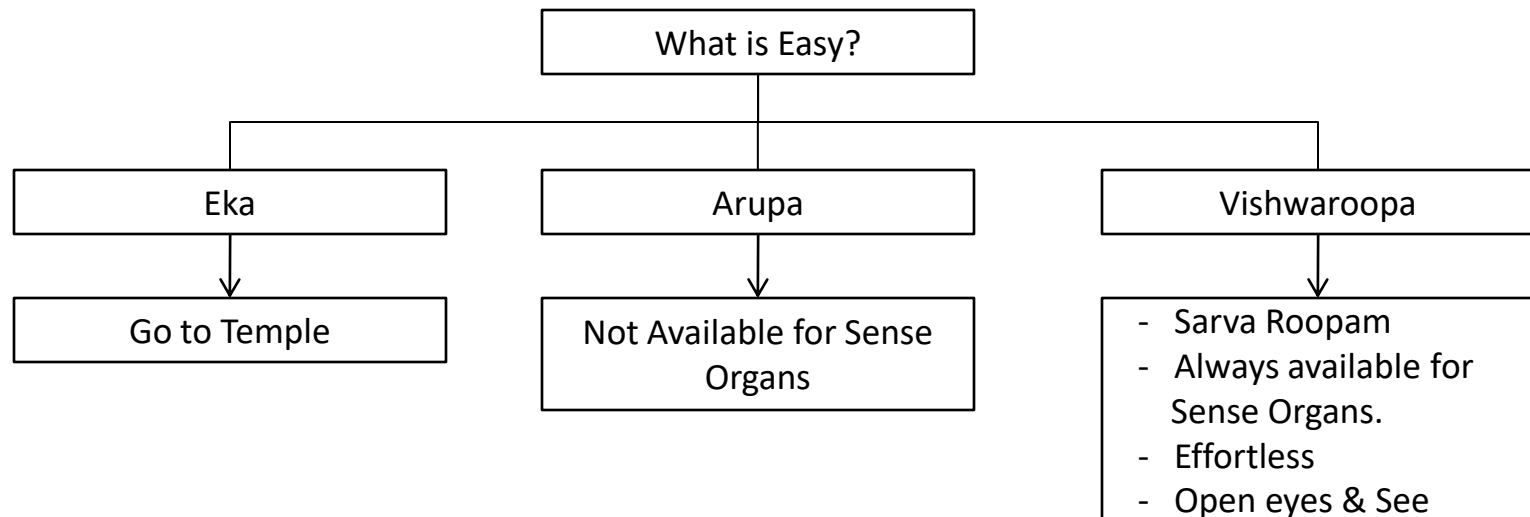 What is Easy?
Eka
Arupa
Vishwaroopa
Go to Temple
Not Available for Sense
Organs
- Sarva Roopam
- Always available for
Sense Organs.
- Effortless
- Open eyes & See